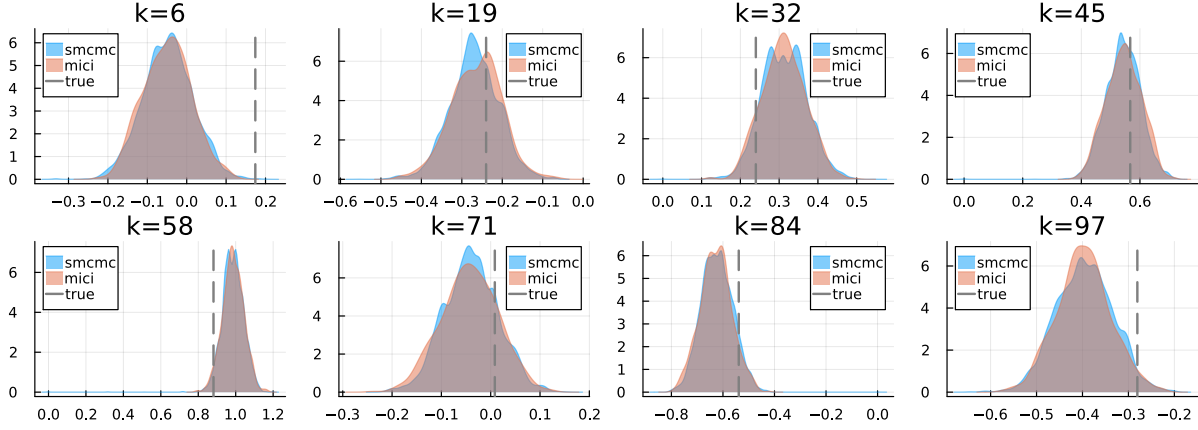 k=6
k=19
k=32
k=45
6
5
4
3
2
1
0
smcmc
mici
true
−0.3 −0.2 −0.1 0.0 0.1 0.2
6
4
2
0
smcmc
mici
true
−0.6 −0.5 −0.4 −0.3 −0.2 −0.1 0.0
6
4
2
0
smcmc
mici
true
0.0 0.1 0.2 0.3 0.4 0.5
6
4
2
0
smcmc
mici
true
0.0 0.2 0.4 0.6
k=58
k=71
k=84
k=97
6
4
2
0
smcmc
mici
true
0.0 0.2 0.4 0.6 0.8 1.0 1.2
6
4
2
0
smcmc
mici
true
−0.3 −0.2 −0.1 0.0 0.1 0.2
6
5
4
3
2
1
0
smcmc
mici
true
−0.8 −0.6 −0.4 −0.2 0.0
6
4
2
0
smcmc
mici
true
−0.6 −0.5 −0.4 −0.3 −0.2